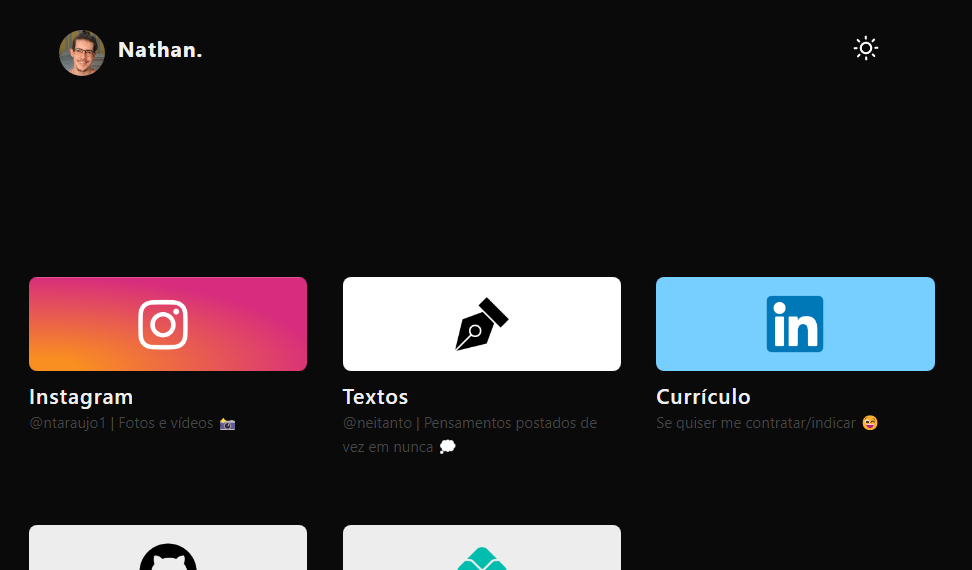 Nathan.
Instagram
@ntaraujo1 | Fotos e vídeos 📸
Textos
@neitanto | Pensamentos postados de
vez em nunca 💭
in
Currículo
Se quiser me contratar/indicar 😄